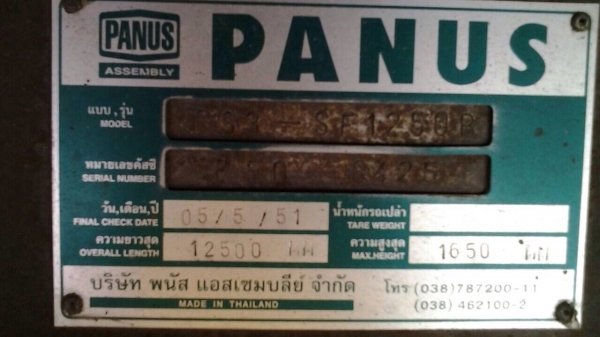 PANUS
ASSEMBLY
PANUS
แบบ, รุ่น
MODEL
SF1250B
หมายเลขคัสซี
SERIAL NUMBER
วัน,เดือน,ปี
FINAL CHECK DATE
05/5/51
น้ำหนักรถเปล่า
TARE WEIGHT
ความยาวสุด
OVERALL LENGTH
12500 MM
ความสูงสุด
MAX.HEIGHT
1650 MM
บริษัท พนัส แอสเซมบลีย์ จำกัด
MADE IN THAILAND
โทร (038)787200-11
(038) 462100-2